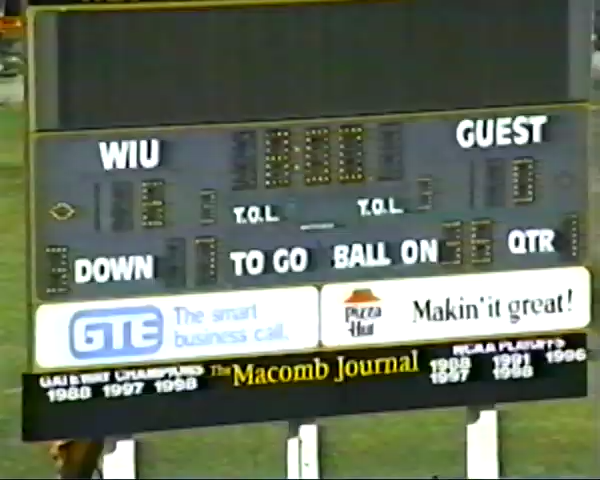 WIU GUEST
T.O.L. T.O.L.
DOWN TO GO BALL ON QTR
GTE The smart business call.
Pizza Hut Makin' it great!
GATEWAY CHAMPIONS
1988 1997 1998
The Macomb Journal
NCAA PLAYOFFS
1988 1991 1996
1997 1998